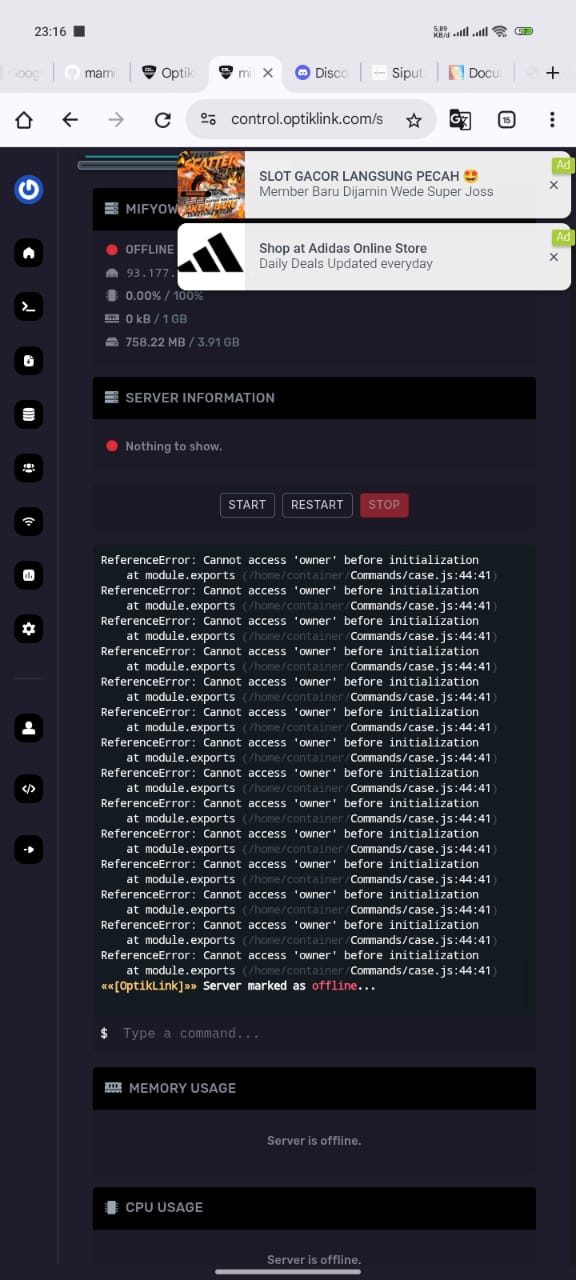 23:16
5,89
KB/d
Goog
mami
Optik
mi
Disco
Siput
Docu
control.optiklink.com/s
15
Ad
SLOT GACOR LANGSUNG PECAH 🤩
Member Baru Dijamin Wede Super Joss
Ad
Shop at Adidas Online Store
Daily Deals Updated everyday
SCATTER
MIFYOW
OFFLINE
93.177.
0.00% / 100%
0 kB / 1 GB
758.22 MB / 3.91 GB
SERVER INFORMATION
Nothing to show.
START RESTART STOP
ReferenceError: Cannot access 'owner' before initialization
at module.exports (/home/container/Commands/case.js:44:41)
ReferenceError: Cannot access 'owner' before initialization
at module.exports (/home/container/Commands/case.js:44:41)
ReferenceError: Cannot access 'owner' before initialization
at module.exports (/home/container/Commands/case.js:44:41)
ReferenceError: Cannot access 'owner' before initialization
at module.exports (/home/container/Commands/case.js:44:41)
ReferenceError: Cannot access 'owner' before initialization
at module.exports (/home/container/Commands/case.js:44:41)
ReferenceError: Cannot access 'owner' before initialization
at module.exports (/home/container/Commands/case.js:44:41)
ReferenceError: Cannot access 'owner' before initialization
at module.exports (/home/container/Commands/case.js:44:41)
ReferenceError: Cannot access 'owner' before initialization
at module.exports (/home/container/Commands/case.js:44:41)
ReferenceError: Cannot access 'owner' before initialization
at module.exports (/home/container/Commands/case.js:44:41)
ReferenceError: Cannot access 'owner' before initialization
at module.exports (/home/container/Commands/case.js:44:41)
ReferenceError: Cannot access 'owner' before initialization
at module.exports (/home/container/Commands/case.js:44:41)
ReferenceError: Cannot access 'owner' before initialization
at module.exports (/home/container/Commands/case.js:44:41)
ReferenceError: Cannot access 'owner' before initialization
at module.exports (/home/container/Commands/case.js:44:41)
ReferenceError: Cannot access 'owner' before initialization
at module.exports (/home/container/Commands/case.js:44:41)
««[OptikLink]»» Server marked as offline...
$ Type a command...
MEMORY USAGE
Server is offline.
CPU USAGE
Server is offline.